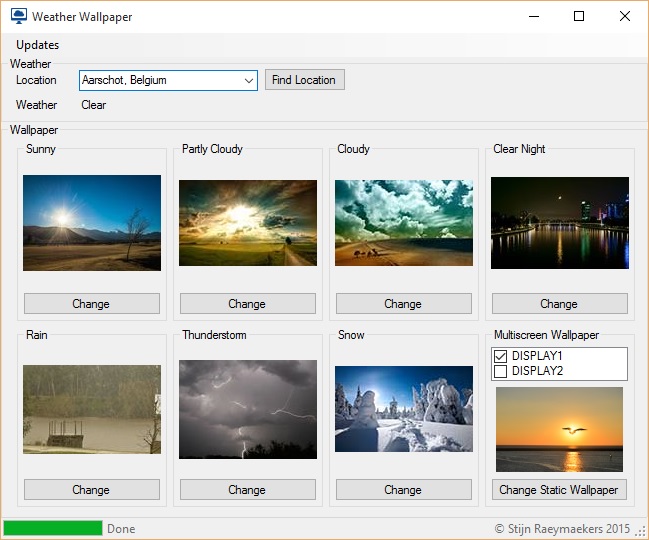 Weather Wallpaper
Updates
Weather
Location Aarschot, Belgium Find Location
Weather Clear
Wallpaper
Sunny Partly Cloudy Cloudy Clear Night
Change Change Change Change
Rain Thunderstorm Snow Multiscreen Wallpaper
DISPLAY1
DISPLAY2
Change Change Change Change Static Wallpaper
Done © Stijn Raeymaekers 2015